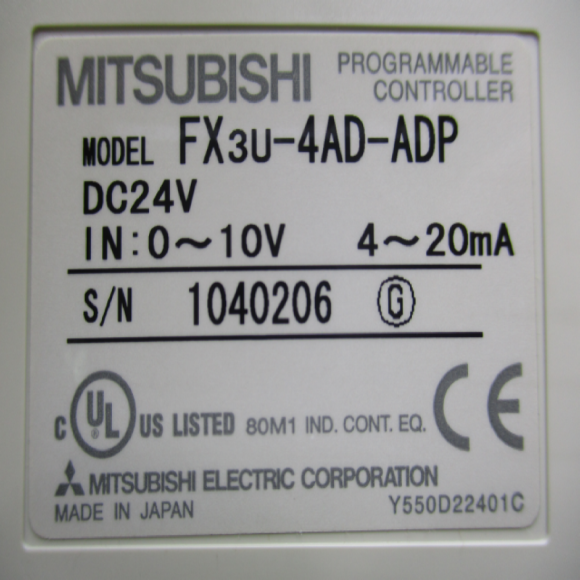 MITSUBISHI PROGRAMMABLE CONTROLLER
MODEL FX3U-4AD-ADP
DC24V
IN:0～10V 4～20mA
S/N 1040206 Ⓖ
C UL ® US LISTED 80M1 IND. CONT. EQ. CE
MITSUBISHI ELECTRIC CORPORATION
MADE IN JAPAN Y550D22401C